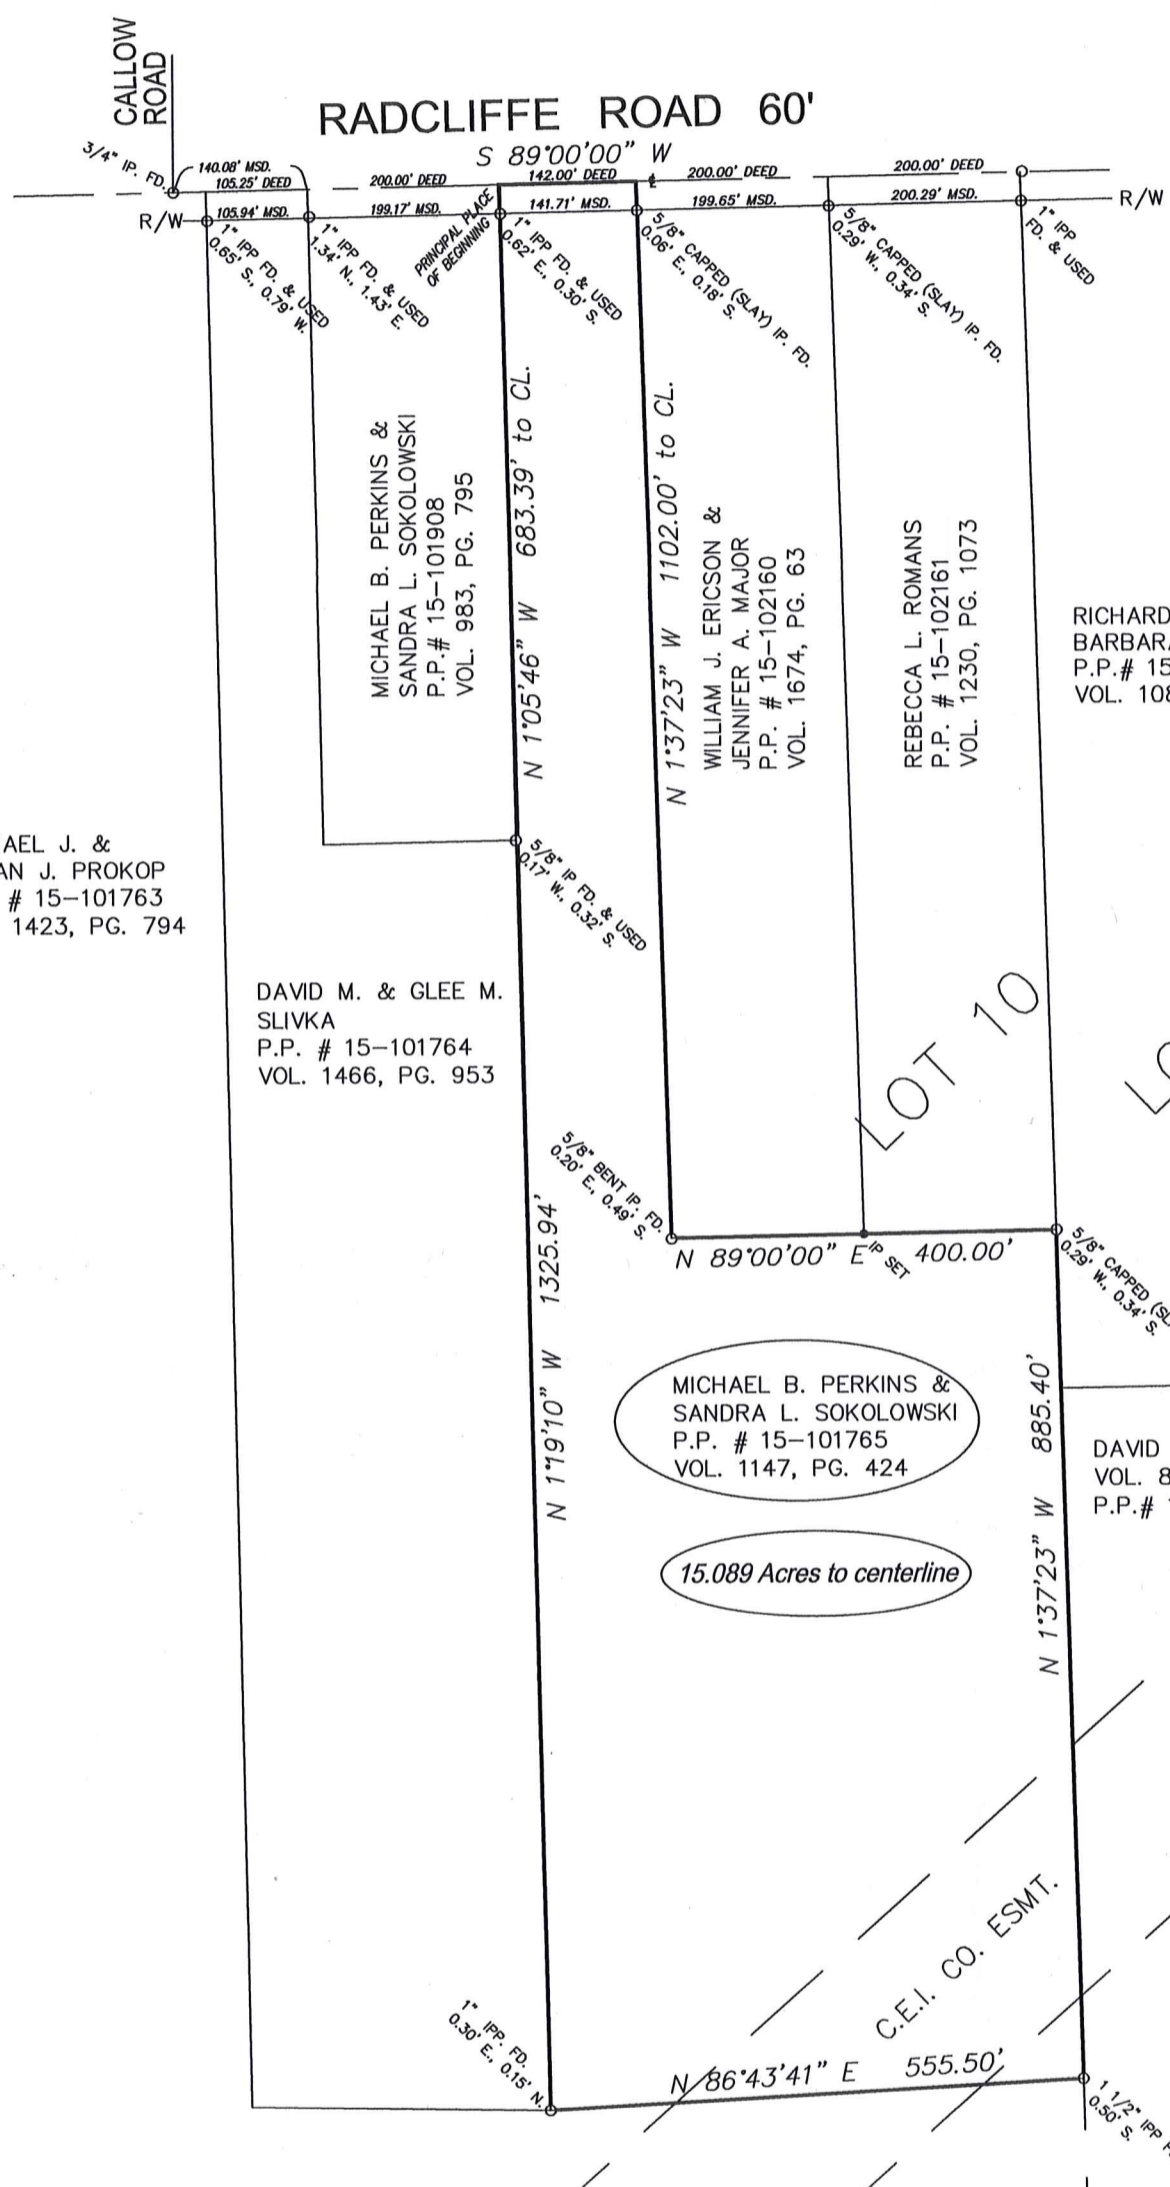 CALLOW
ROAD
RADCLIFFE ROAD 60'
S 89°00'00" W
3/4" IP. FD.
140.08' MSD.
105.25' DEED
200.00' DEED
142.00' DEED
200.00' DEED
200.00' DEED
R/W
105.94' MSD.
199.17' MSD.
141.71' MSD.
199.65' MSD.
200.29' MSD.
R/W
PRINCIPAL PLACE
OF BEGINNING
1" IPP FD. & USED
0.65' S., 0.79' W.
1" IPP FD. & USED
1.34' N., 1.43' E.
1" IPP FD. & USED
0.62' E., 0.30' S.
5/8" CAPPED (SLAY) IP. FD.
0.06' E., 0.18' S.
5/8" CAPPED (SLAY) IP. FD.
0.29' W., 0.34' S.
1" IPP
FD. & USED
MICHAEL B. PERKINS &
SANDRA L. SOKOLOWSKI
P.P.# 15-101908
VOL. 983, PG. 795
N 1°05'46" W 683.39' to CL.
N 1°37'23" W 1102.00' to CL.
WILLIAM J. ERICSON &
JENNIFER A. MAJOR
P.P. # 15-102160
VOL. 1674, PG. 63
REBECCA L. ROMANS
P.P. # 15-102161
VOL. 1230, PG. 1073
RICHARD
BARBARA
P.P.# 15
VOL. 108
AEL J. &
AN J. PROKOP
# 15-101763
1423, PG. 794
5/8" IP FD. & USED
0.17' W., 0.32' S.
DAVID M. & GLEE M.
SLIVKA
P.P. # 15-101764
VOL. 1466, PG. 953
LOT 10
LO
5/8" BENT IP. FD.
0.20' E., 0.49' S.
N 89°00'00" E 400.00'
IP SET
5/8" CAPPED (SL
0.29' W., 0.34' S.
N 1°19'10" W 1325.94'
MICHAEL B. PERKINS &
SANDRA L. SOKOLOWSKI
P.P. # 15-101765
VOL. 1147, PG. 424
15.089 Acres to centerline
N 1°37'23" W 885.40'
DAVID
VOL. 8
P.P.#
C.E.I. CO. ESMT.
1" IPP. FD.
0.30' E., 0.15' N.
N 86°43'41" E 555.50'
1 1/2" IPP
0.50' S.